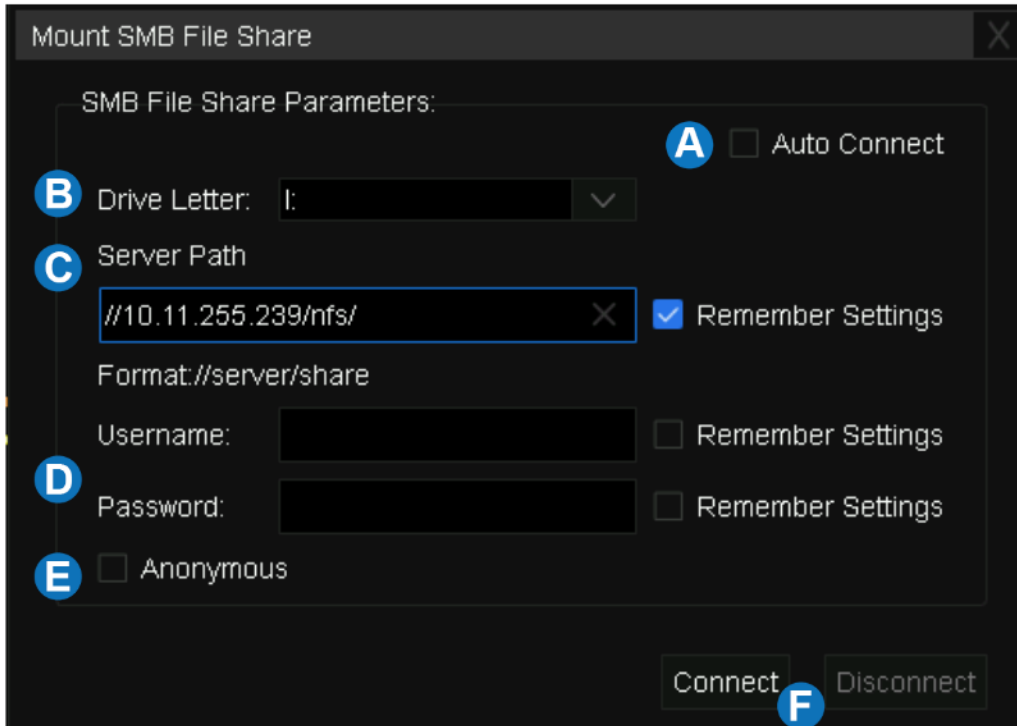 Mount SMB File Share X
SMB File Share Parameters:
A Auto Connect
B Drive Letter: I:
C Server Path
//10.11.255.239/nfs/ Remember Settings
Format://server/share
Username: Remember Settings
D
Password: Remember Settings
E Anonymous
Connect F Disconnect